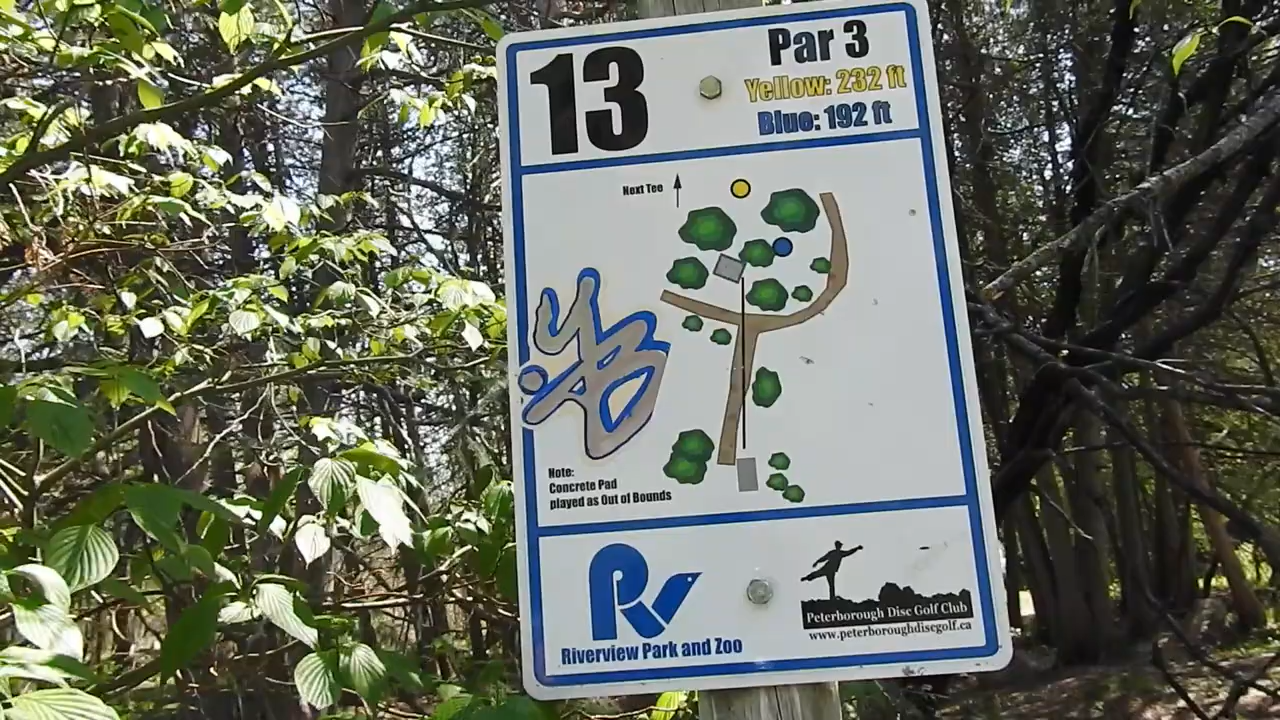 13
Par 3
Yellow: 232 ft
Blue: 192 ft
Next Tee
Note:
Concrete Pad
played as Out of Bounds
Riverview Park and Zoo
Peterborough Disc Golf Club
www.peterboroughdiscgolf.ca